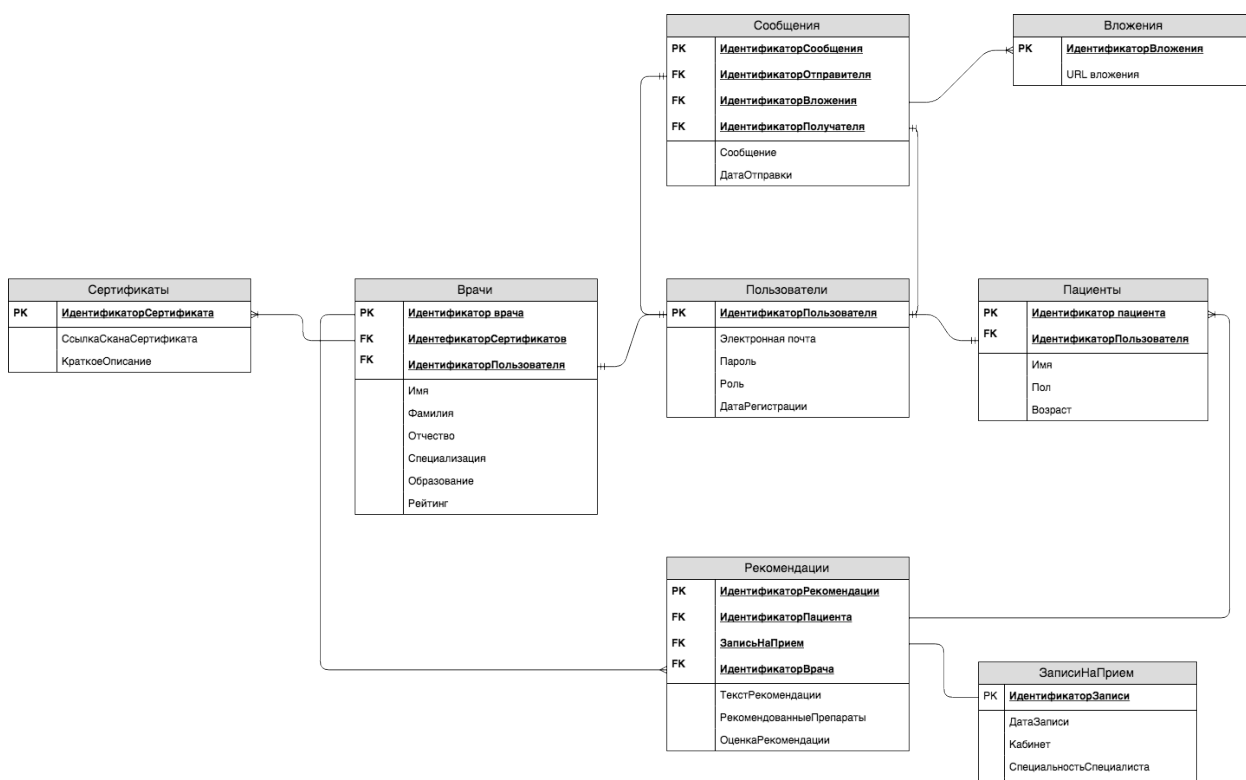 Сообщения
PK ИдентификаторСообщения
FK ИдентификаторОтправителя
FK ИдентификаторВложения
FK ИдентификаторПолучателя
Сообщение
ДатаОтправки
Вложения
PK ИдентификаторВложения
URL вложения
Сертификаты
PK ИдентификаторСертификата
СсылкаСканаСертификата
КраткоеОписание
Врачи
PK Идентификатор врача
FK ИдентефикаторСертификатов
FK ИдентификаторПользователя
Имя
Фамилия
Отчество
Специализация
Образование
Рейтинг
Пользователи
PK ИдентификаторПользователя
Электронная почта
Пароль
Роль
ДатаРегистрации
Пациенты
PK Идентификатор пациента
FK ИдентификаторПользователя
Имя
Пол
Возраст
Рекомендации
PK ИдентификаторРекомендации
FK ИдентификаторПациента
FK ЗаписьНаПрием
FK ИдентификаторВрача
ТекстРекомендации
РекомендованныеПрепараты
ОценкаРекомендации
ЗаписиНаПрием
PK ИдентификаторЗаписи
ДатаЗаписи
Кабинет
СпециальностьСпециалиста